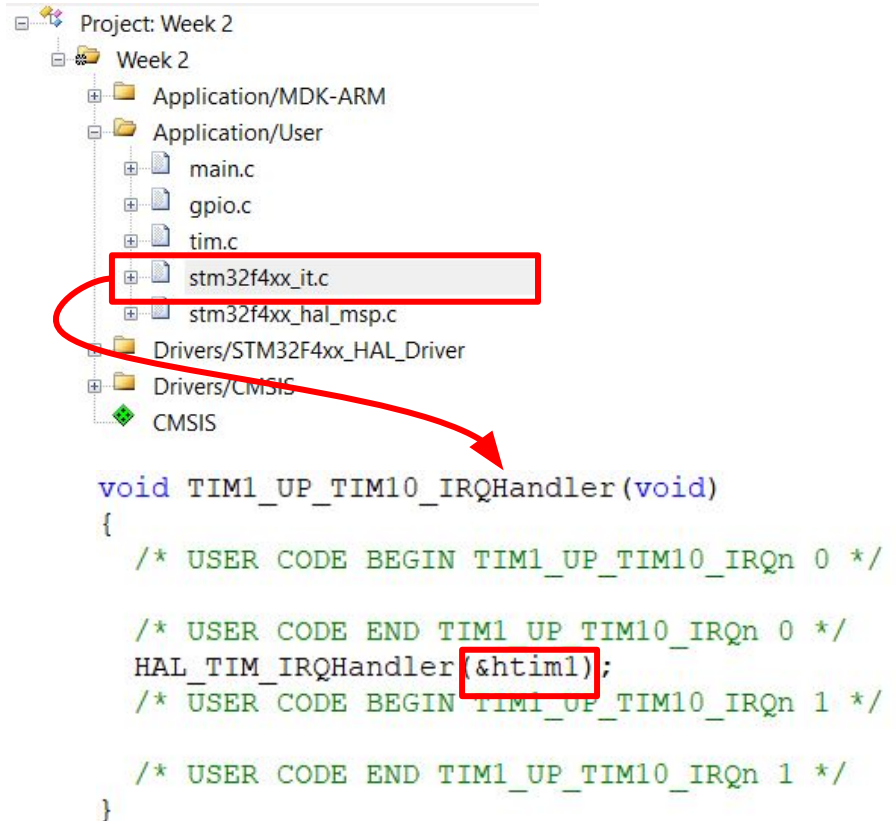 Project: Week 2
Week 2
Application/MDK-ARM
Application/User
main.c
gpio.c
tim.c
stm32f4xx_it.c
stm32f4xx_hal_msp.c
Drivers/STM32F4xx_HAL_Driver
Drivers/CMSIS
CMSIS
void TIM1_UP_TIM10_IRQHandler(void)
{
/* USER CODE BEGIN TIM1_UP_TIM10_IRQn 0 */
/* USER CODE END TIM1_UP_TIM10_IRQn 0 */
HAL_TIM_IRQHandler(&htim1);
/* USER CODE BEGIN TIM1_UP_TIM10_IRQn 1 */
/* USER CODE END TIM1_UP_TIM10_IRQn 1 */
}